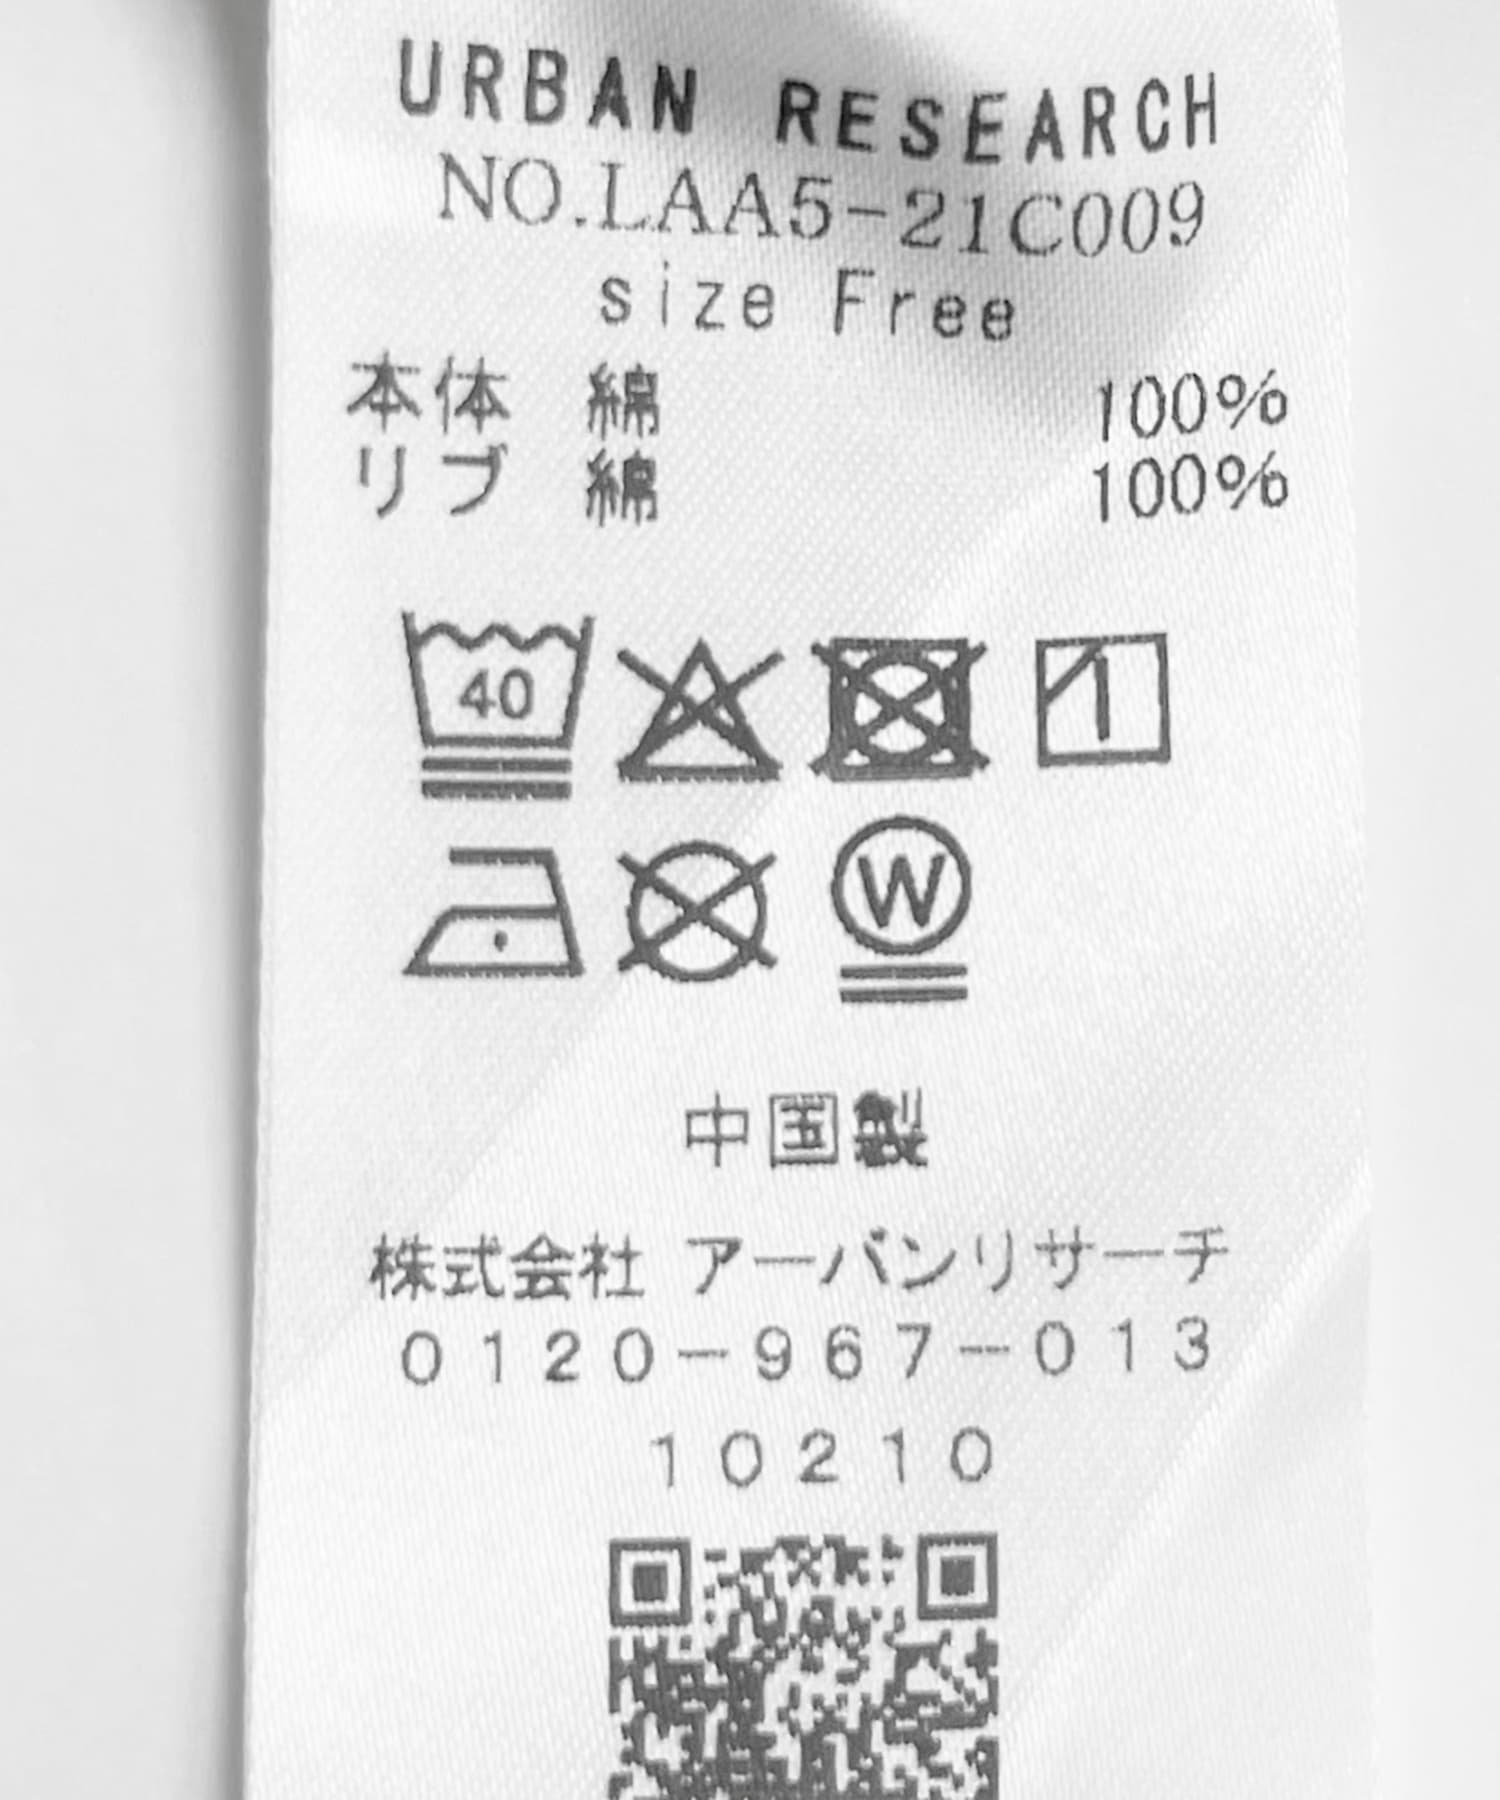 URBAN RESEARCH
NO.LAA5-21C009
size Free
本体 綿 100%
リブ 綿 100%
40
W
中国製
株式会社 アーバンリサーチ
0120-967-013
10210